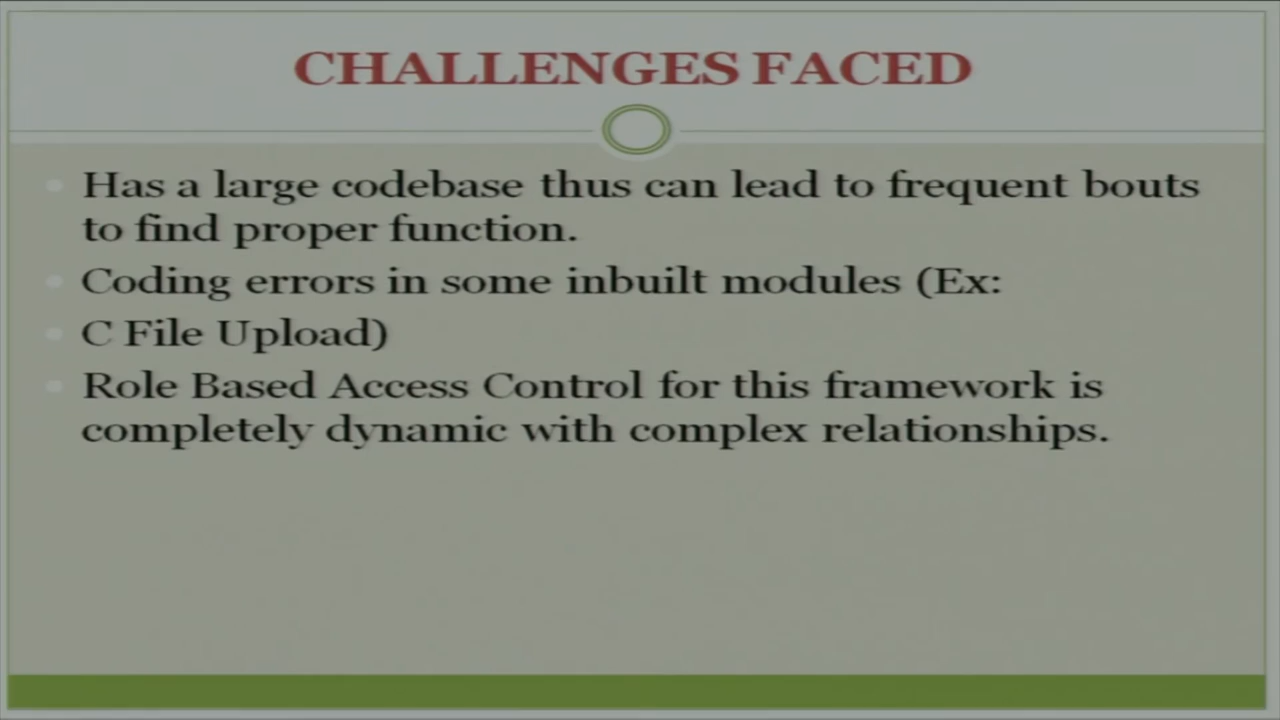 CHALLENGES FACED
Has a large codebase thus can lead to frequent bouts
to find proper function.
Coding errors in some inbuilt modules (Ex:
C File Upload)
Role Based Access Control for this framework is
completely dynamic with complex relationships.